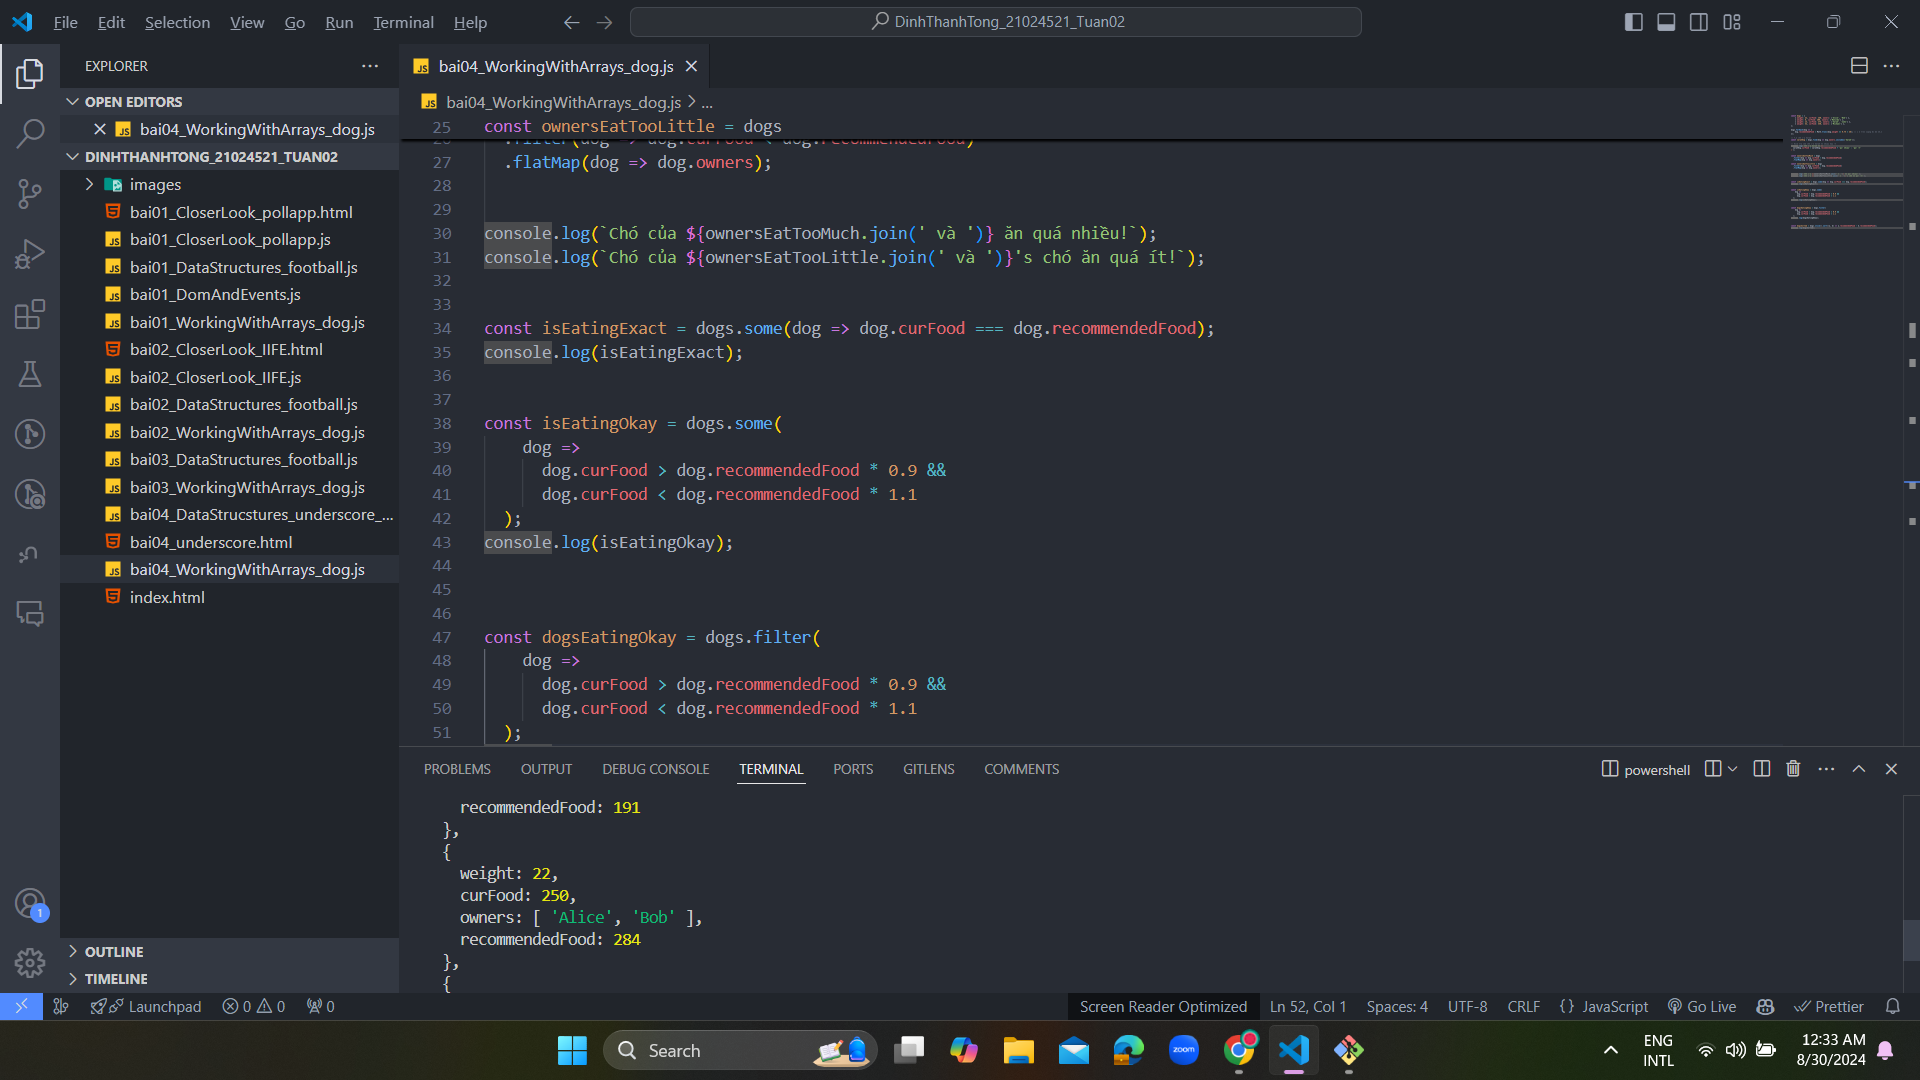 File Edit Selection View Go Run Terminal Help
DinhThanhTong_21024521_Tuan02
EXPLORER
OPEN EDITORS
bai04_WorkingWithArrays_dog.js
DINHTHANHTONG_21024521_TUAN02
images
bai01_CloserLook_pollapp.html
bai01_CloserLook_pollapp.js
bai01_DataStructures_football.js
bai01_DomAndEvents.js
bai01_WorkingWithArrays_dog.js
bai02_CloserLook_IIFE.html
bai02_CloserLook_IIFE.js
bai02_DataStructures_football.js
bai02_WorkingWithArrays_dog.js
bai03_DataStructures_football.js
bai03_WorkingWithArrays_dog.js
bai04_DataStrucstures_underscore_...
bai04_underscore.html
bai04_WorkingWithArrays_dog.js
index.html
OUTLINE
TIMELINE
bai04_WorkingWithArrays_dog.js
bai04_WorkingWithArrays_dog.js > ...
25 const ownersEatTooLittle = dogs
26 .filter(dog => dog.curFood < dog.recommendedFood)
27 .flatMap(dog => dog.owners);
28
29
30 console.log(`Chó của ${ownersEatTooMuch.join(' và ')} ăn quá nhiều!`);
31 console.log(`Chó của ${ownersEatTooLittle.join(' và ')}'s chó ăn quá ít!`);
32
33
34 const isEatingExact = dogs.some(dog => dog.curFood === dog.recommendedFood);
35 console.log(isEatingExact);
36
37
38 const isEatingOkay = dogs.some(
39 dog =>
40 dog.curFood > dog.recommendedFood * 0.9 &&
41 dog.curFood < dog.recommendedFood * 1.1
42 );
43 console.log(isEatingOkay);
44
45
46
47 const dogsEatingOkay = dogs.filter(
48 dog =>
49 dog.curFood > dog.recommendedFood * 0.9 &&
50 dog.curFood < dog.recommendedFood * 1.1
51 );
PROBLEMS OUTPUT DEBUG CONSOLE TERMINAL PORTS GITLENS COMMENTS
powershell
recommendedFood: 191
},
{
weight: 22,
curFood: 250,
owners: [ 'Alice', 'Bob' ],
recommendedFood: 284
},
{
1
Launchpad 0 0 0
Screen Reader Optimized Ln 52, Col 1 Spaces: 4 UTF-8 CRLF {} JavaScript Go Live Prettier
Search
zoom
ENG
INTL
12:33 AM
8/30/2024